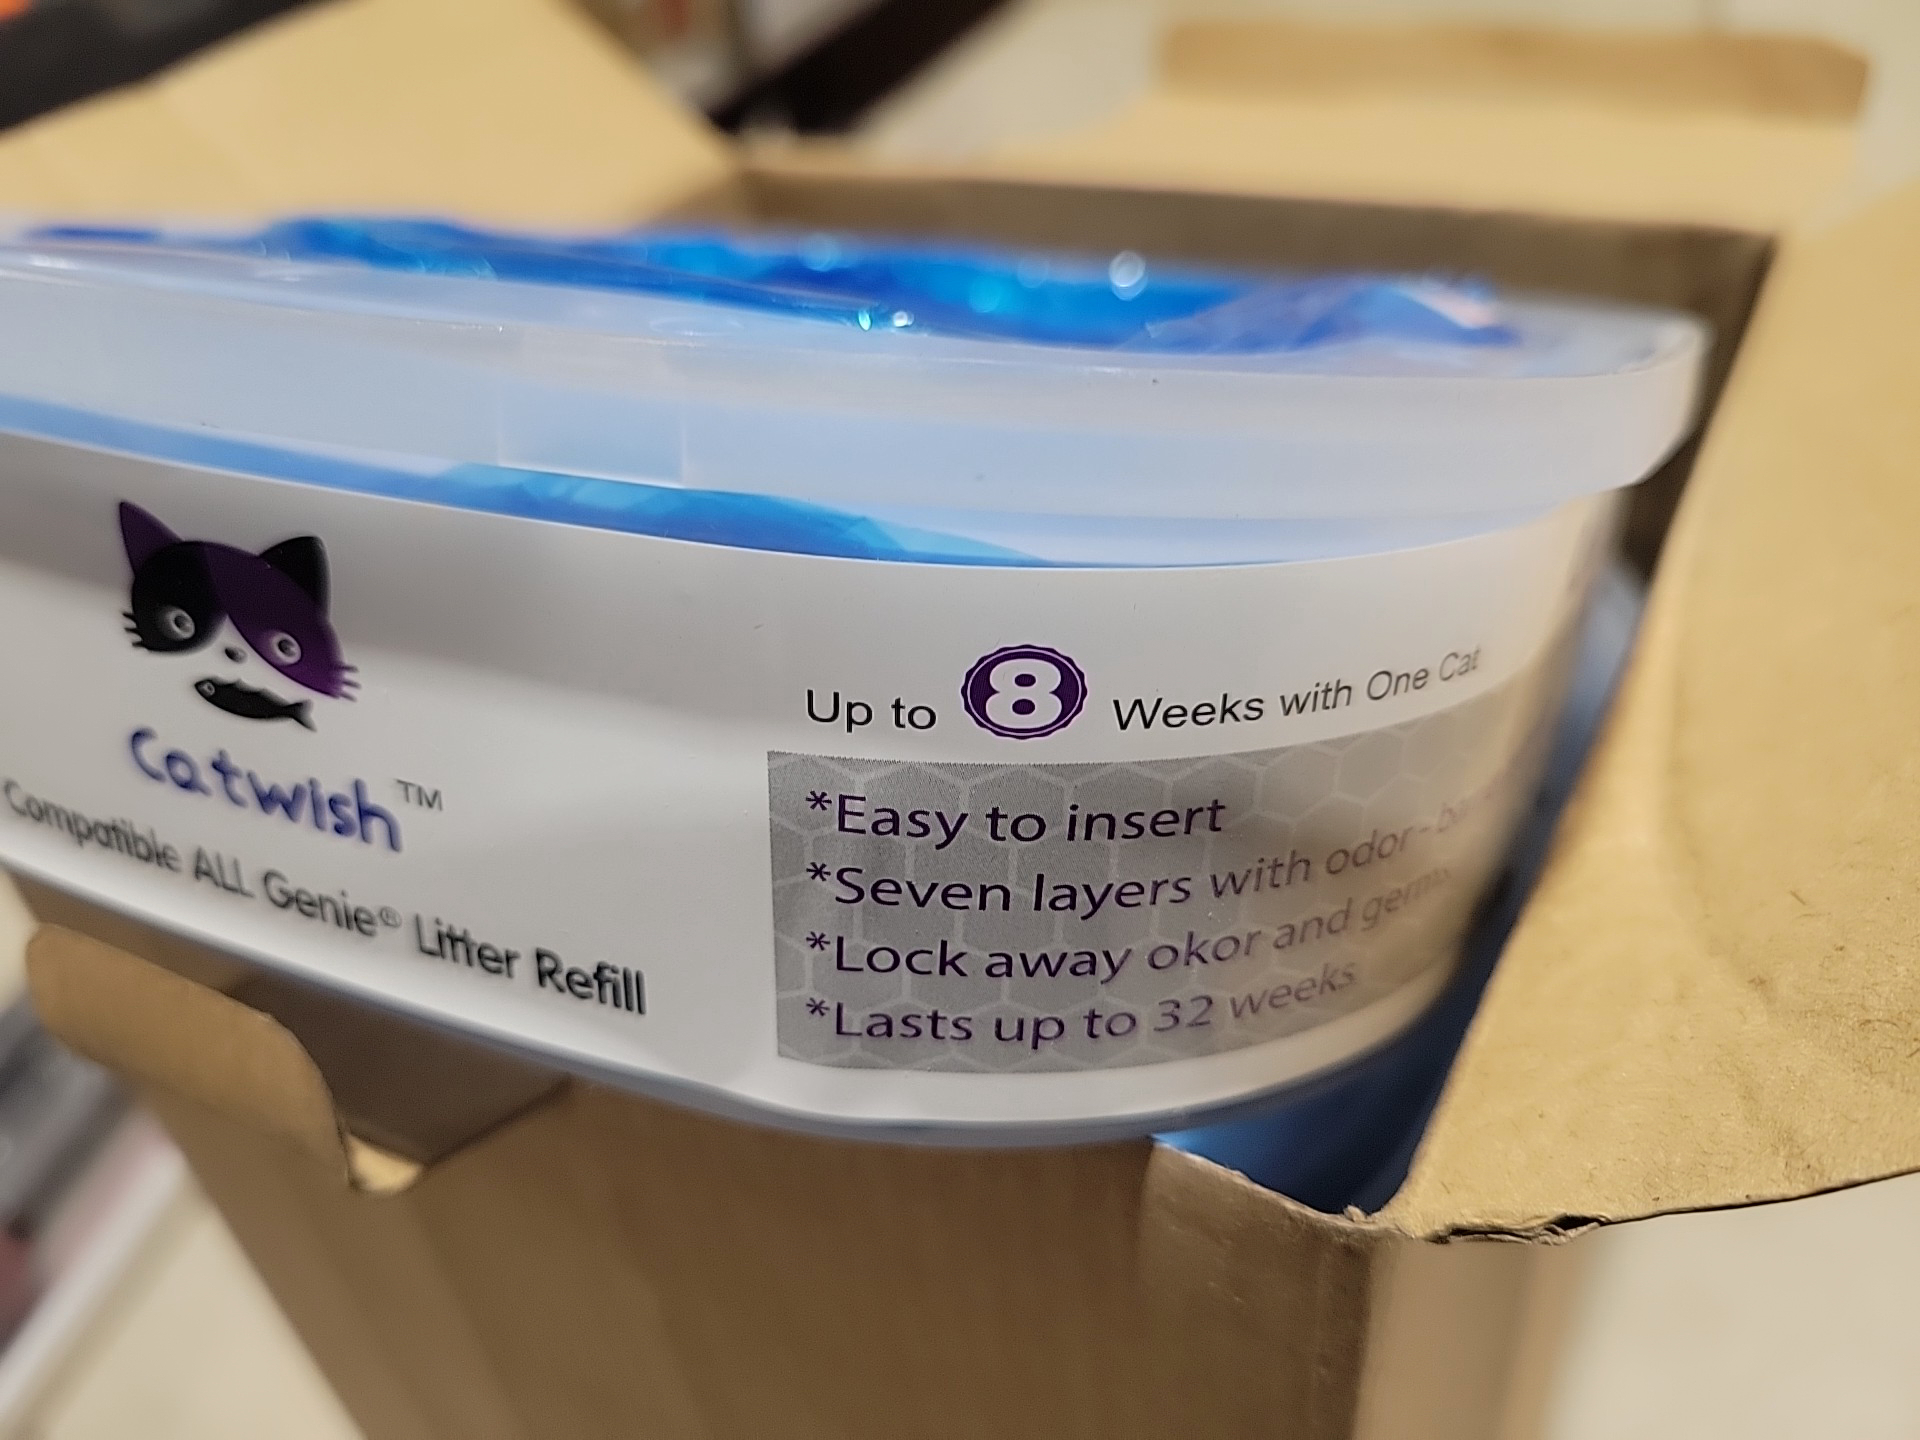 Catwish™
Compatible ALL Genie® Litter Refill
Up to 8 Weeks with One Cat
*Easy to insert
*Seven layers with odor-
*Lock away okor and
*Lasts up to 32 weeks